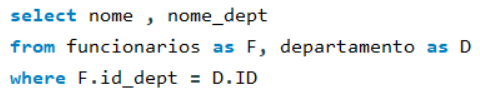 select nome , nome_dept
from funcionarios as F, departamento as D
where F.id_dept = D.ID